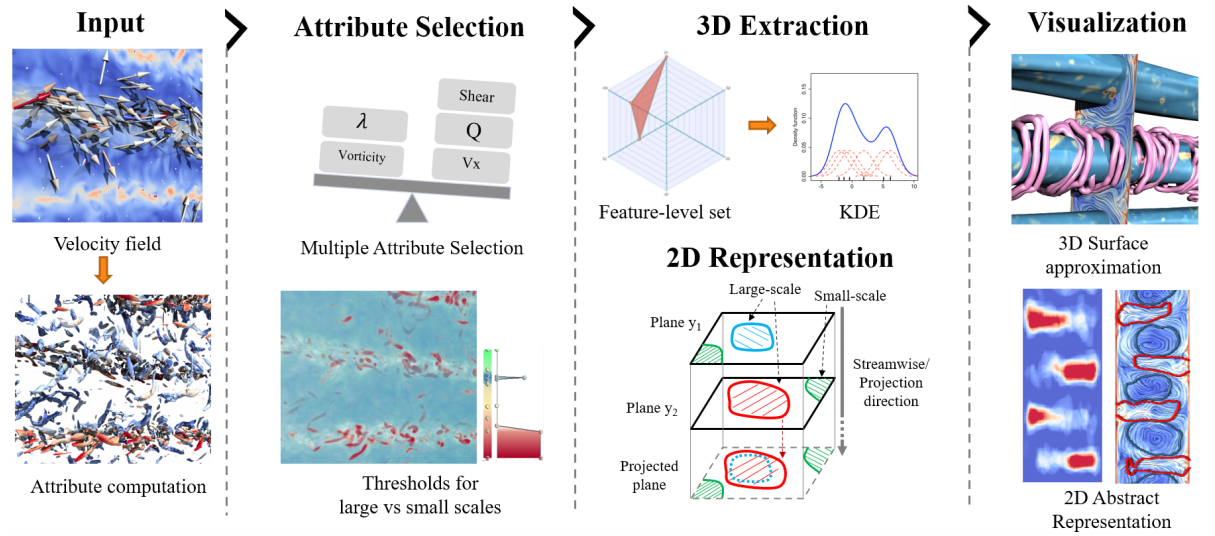 Input
Velocity field
Attribute computation
Attribute Selection
λ
Shear
Q
Vorticity
Vx
Multiple Attribute Selection
Thresholds for
large vs small scales
3D Extraction
Feature-level set
Density function
0.00
0.05
0.10
0.15
-5
0
5
10
KDE
2D Representation
Large-scale
Small-scale
Plane y₁
Plane y₂
Streamwise/
Projection
direction
Projected
plane
Visualization
3D Surface
approximation
2D Abstract
Representation